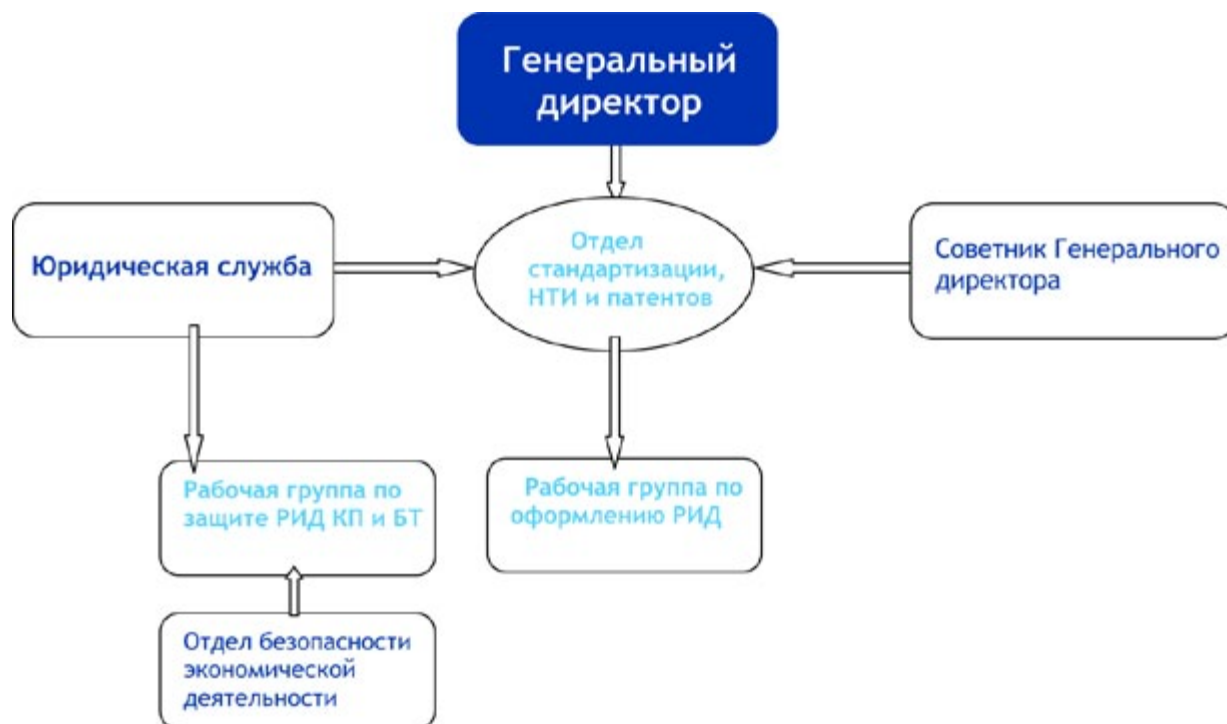 Генеральный
директор
Юридическая служба
Отдел
стандартизации,
НТИ и патентов
Советник Генерального
директора
Рабочая группа по
защите РИД КП и БТ
Рабочая группа по
оформлению РИД
Отдел безопасности
экономической
деятельности